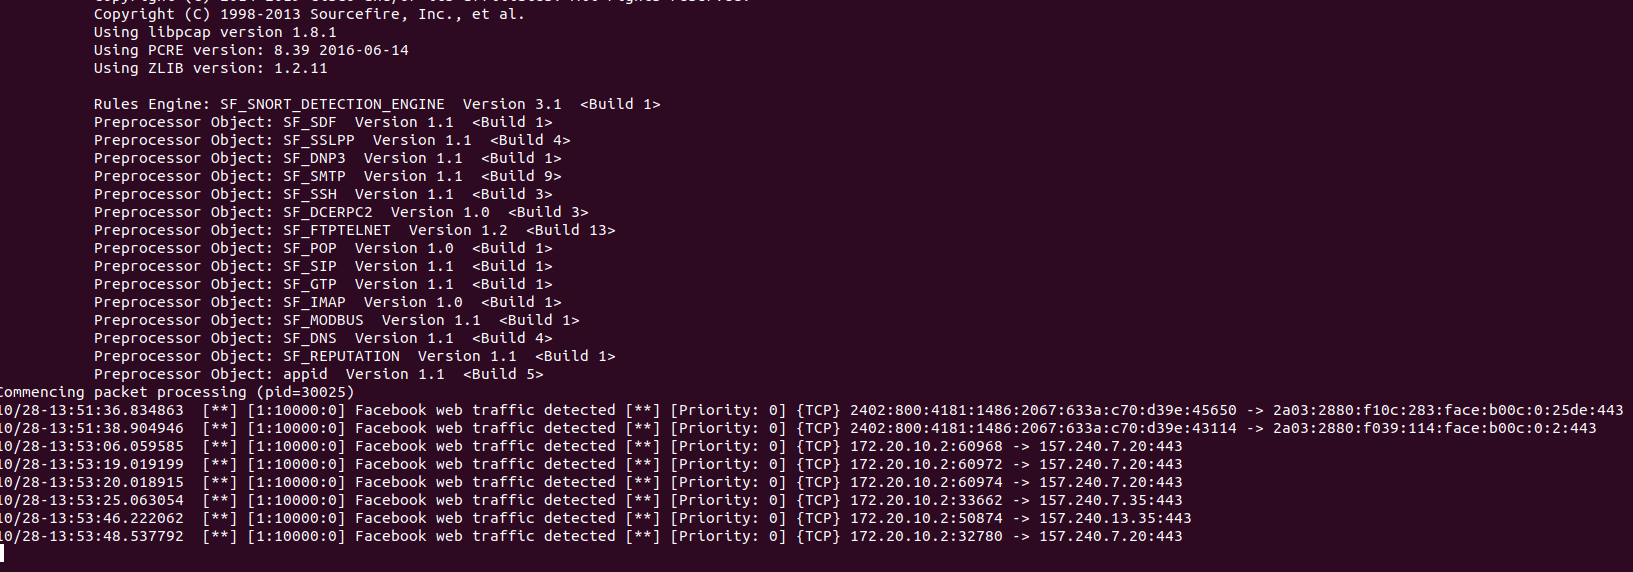 Copyright (C) 1998-2013 Sourcefire, Inc., et al.
Using libpcap version 1.8.1
Using PCRE version: 8.39 2016-06-14
Using ZLIB version: 1.2.11
Rules Engine: SF_SNORT_DETECTION_ENGINE Version 3.1 <Build 1>
Preprocessor Object: SF_SDF Version 1.1 <Build 1>
Preprocessor Object: SF_SSLPP Version 1.1 <Build 4>
Preprocessor Object: SF_DNP3 Version 1.1 <Build 1>
Preprocessor Object: SF_SMTP Version 1.1 <Build 9>
Preprocessor Object: SF_SSH Version 1.1 <Build 3>
Preprocessor Object: SF_DCERPC2 Version 1.0 <Build 3>
Preprocessor Object: SF_FTPTELNET Version 1.2 <Build 13>
Preprocessor Object: SF_POP Version 1.0 <Build 1>
Preprocessor Object: SF_SIP Version 1.1 <Build 1>
Preprocessor Object: SF_GTP Version 1.1 <Build 1>
Preprocessor Object: SF_IMAP Version 1.0 <Build 1>
Preprocessor Object: SF_MODBUS Version 1.1 <Build 1>
Preprocessor Object: SF_DNS Version 1.1 <Build 4>
Preprocessor Object: SF_REPUTATION Version 1.1 <Build 1>
Preprocessor Object: appid Version 1.1 <Build 5>
Commencing packet processing (pid=30025)
10/28-13:51:36.834863 [**] [1:10000:0] Facebook web traffic detected [**] [Priority: 0] {TCP} 2402:800:4181:1486:2067:633a:c70:d39e:45650 -> 2a03:2880:f10c:283:face:b00c:0:25de:443
10/28-13:51:38.904946 [**] [1:10000:0] Facebook web traffic detected [**] [Priority: 0] {TCP} 2402:800:4181:1486:2067:633a:c70:d39e:43114 -> 2a03:2880:f039:114:face:b00c:0:2:443
10/28-13:53:06.059585 [**] [1:10000:0] Facebook web traffic detected [**] [Priority: 0] {TCP} 172.20.10.2:60968 -> 157.240.7.20:443
10/28-13:53:19.019199 [**] [1:10000:0] Facebook web traffic detected [**] [Priority: 0] {TCP} 172.20.10.2:60972 -> 157.240.7.20:443
10/28-13:53:20.018915 [**] [1:10000:0] Facebook web traffic detected [**] [Priority: 0] {TCP} 172.20.10.2:60974 -> 157.240.7.20:443
10/28-13:53:25.063054 [**] [1:10000:0] Facebook web traffic detected [**] [Priority: 0] {TCP} 172.20.10.2:33662 -> 157.240.7.35:443
10/28-13:53:46.222062 [**] [1:10000:0] Facebook web traffic detected [**] [Priority: 0] {TCP} 172.20.10.2:50874 -> 157.240.13.35:443
10/28-13:53:48.537792 [**] [1:10000:0] Facebook web traffic detected [**] [Priority: 0] {TCP} 172.20.10.2:32780 -> 157.240.7.20:443